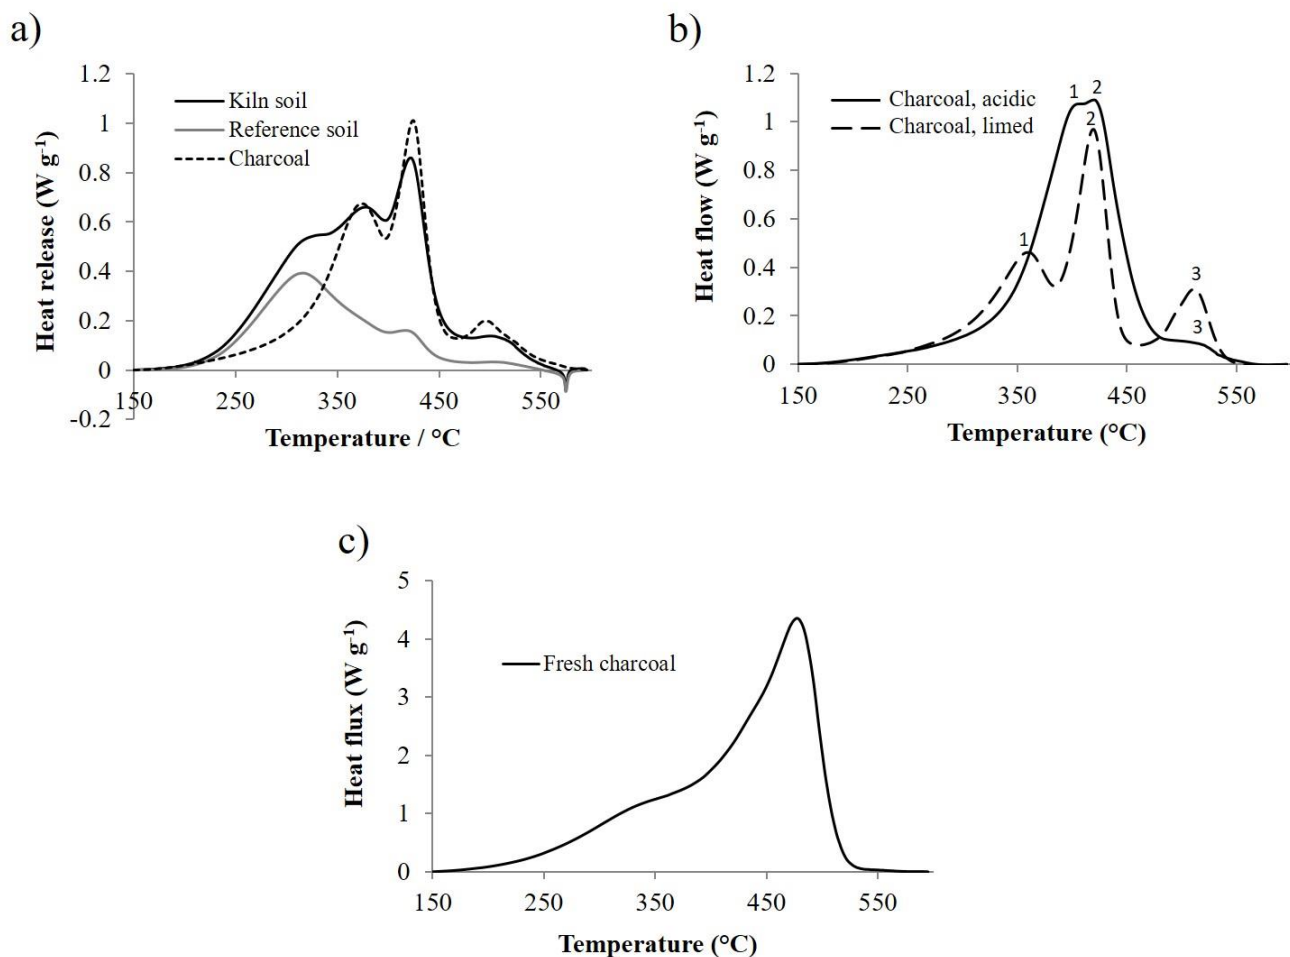 a)
Heat release (W g⁻¹)
1.2
1
0.8
0.6
0.4
0.2
0
-0.2
Kiln soil
Reference soil
Charcoal
150 250 350 450 550
Temperature / °C
b)
Heat flow (W g⁻¹)
1.2
1
0.8
0.6
0.4
0.2
0
Charcoal, acidic
Charcoal, limed
1 2
2
1
3
3
150 250 350 450 550
Temperature (°C)
c)
Heat flux (W g⁻¹)
5
4
3
2
1
0
Fresh charcoal
150 250 350 450 550
Temperature (°C)